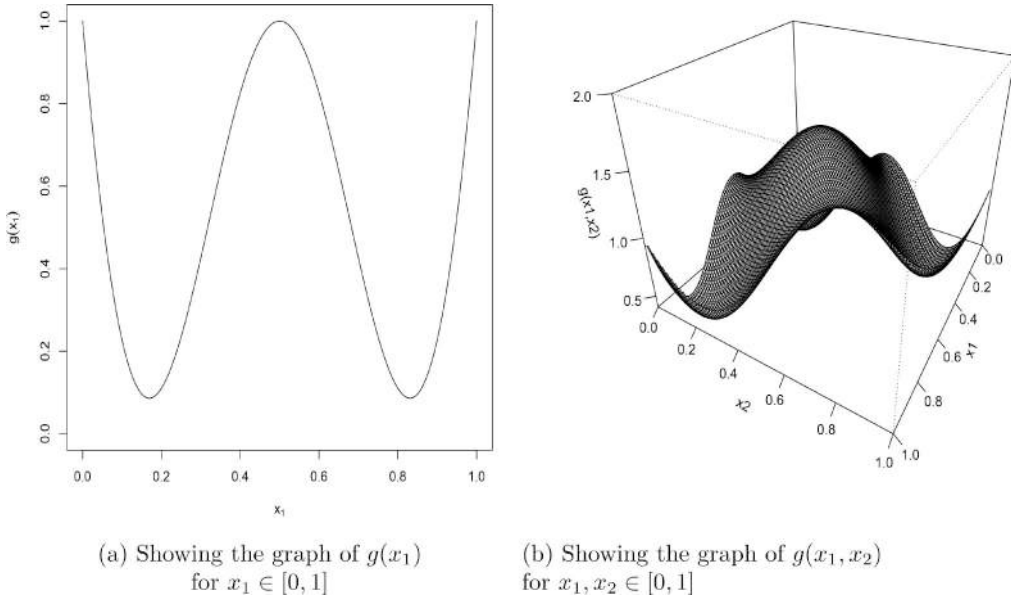 1.0
0.8
0.6
0.4
0.2
0.0
g(x₁)
0.0 0.2 0.4 0.6 0.8 1.0
x₁
2.0
1.5
1.0
0.5
g(x1,x2)
0.0
0.2
0.4
0.6
0.8
1.0
x2
0.0
0.2
0.4
0.6
0.8
1.0
x1
(a) Showing the graph of g(x₁)
for x₁ ∈ [0, 1]
(b) Showing the graph of g(x₁, x₂)
for x₁, x₂ ∈ [0, 1]